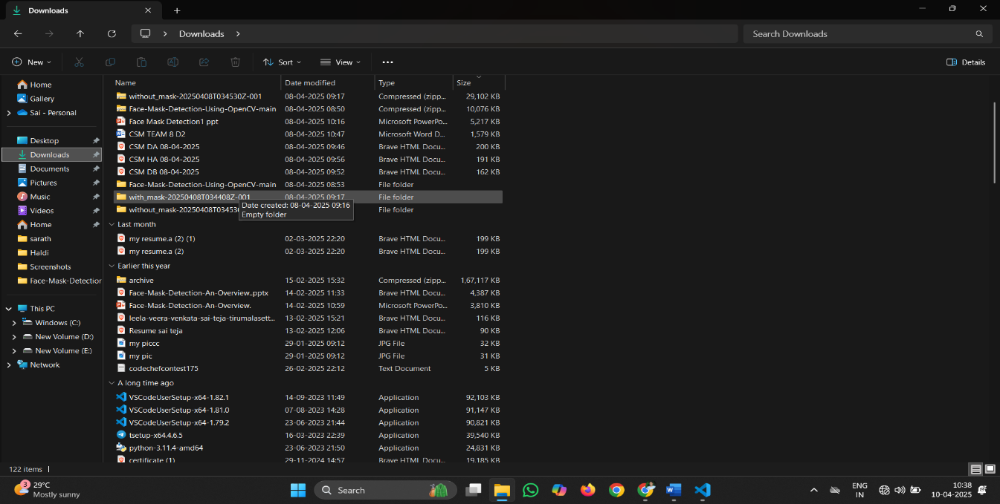 Downloads
Downloads
Search Downloads
New
Sort
View
Details
Home
Gallery
Sai - Personal
Desktop
Downloads
Documents
Pictures
Music
Videos
Home
sarath
Haldi
Screenshots
Face-Mask-Detection
This PC
Windows (C:)
New Volume (D:)
New Volume (E:)
Network
Name Date modified Type Size
without_mask-20250408T034530Z-001 08-04-2025 09:17 Compressed (zipp... 29,102 KB
Face-Mask-Detection-Using-OpenCV-main 08-04-2025 08:50 Compressed (zipp... 10,076 KB
Face Mask Detection1 ppt 08-04-2025 10:16 Microsoft PowerPo... 5,217 KB
CSM TEAM 8 D2 08-04-2025 10:47 Microsoft Word D... 1,579 KB
CSM DA 08-04-2025 08-04-2025 09:46 Brave HTML Docu... 200 KB
CSM HA 08-04-2025 08-04-2025 09:56 Brave HTML Docu... 191 KB
CSM DB 08-04-2025 08-04-2025 09:52 Brave HTML Docu... 162 KB
Face-Mask-Detection-Using-OpenCV-main 08-04-2025 08:53 File folder
with_mask-20250408T034408Z-001 08-04-2025 09:17 File folder
Date created: 08-04-2025 09:16
Empty folder
without_mask-20250408T03453 File folder
Last month
my resume.a (2) (1) 02-03-2025 22:20 Brave HTML Docu... 199 KB
my resume.a (2) 02-03-2025 22:20 Brave HTML Docu... 199 KB
Earlier this year
archive 15-02-2025 15:32 Compressed (zipp... 1,67,117 KB
Face-Mask-Detection-An-Overview..pptx 14-02-2025 11:33 Brave HTML Docu... 4,387 KB
Face-Mask-Detection-An-Overview. 14-02-2025 10:59 Microsoft PowerPo... 3,810 KB
leela-veera-venkata-sai-teja-tirumalasett... 13-02-2025 15:21 Brave HTML Docu... 116 KB
Resume sai teja 13-02-2025 12:06 Brave HTML Docu... 90 KB
my piccc 29-01-2025 09:12 JPG File 32 KB
my pic 29-01-2025 09:12 JPG File 31 KB
codechefcontest175 26-02-2025 22:12 Text Document 5 KB
A long time ago
VSCodeUserSetup-x64-1.82.1 14-09-2023 11:49 Application 92,103 KB
VSCodeUserSetup-x64-1.81.0 07-08-2023 14:28 Application 91,147 KB
VSCodeUserSetup-x64-1.79.2 23-06-2023 21:44 Application 90,821 KB
tsetup-x64.4.6.5 16-03-2023 22:39 Application 39,540 KB
python-3.11.4-amd64 23-06-2023 21:50 Application 24,831 KB
certificate (1) 29-11-2024 14:57 Brave HTML Docu... 19,185 KB
122 items
3
29°C
Mostly sunny
Search
ENG
IN
10:38
10-04-2025